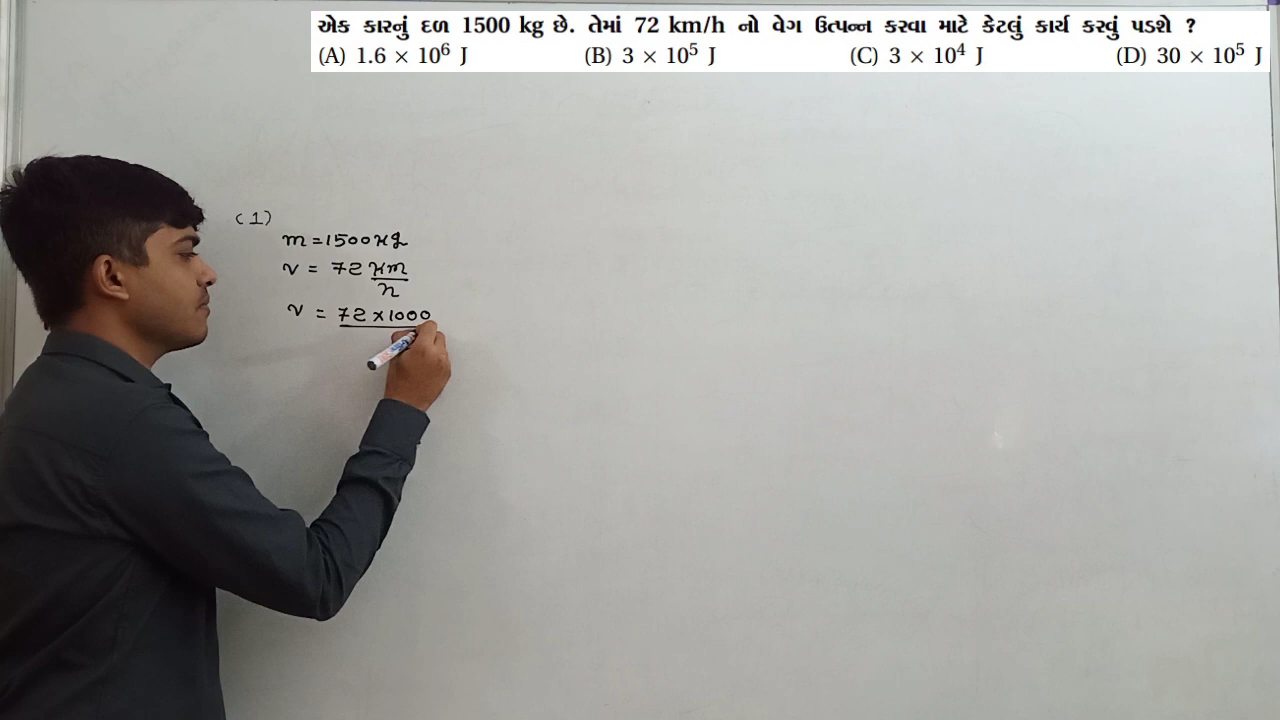 એક કારનું દળ 1500 kg છે. તેમાં 72 km/h નો વેગ ઉત્પન્ન કરવા માટે કેટલું કાર્ય કરવું પડશે ?
(A) 1.6 × 10⁶ J (B) 3 × 10⁵ J (C) 3 × 10⁴ J (D) 30 × 10⁵ J
(1)
m = 1500 kg
v = 72 km
h
v = 72 × 1000